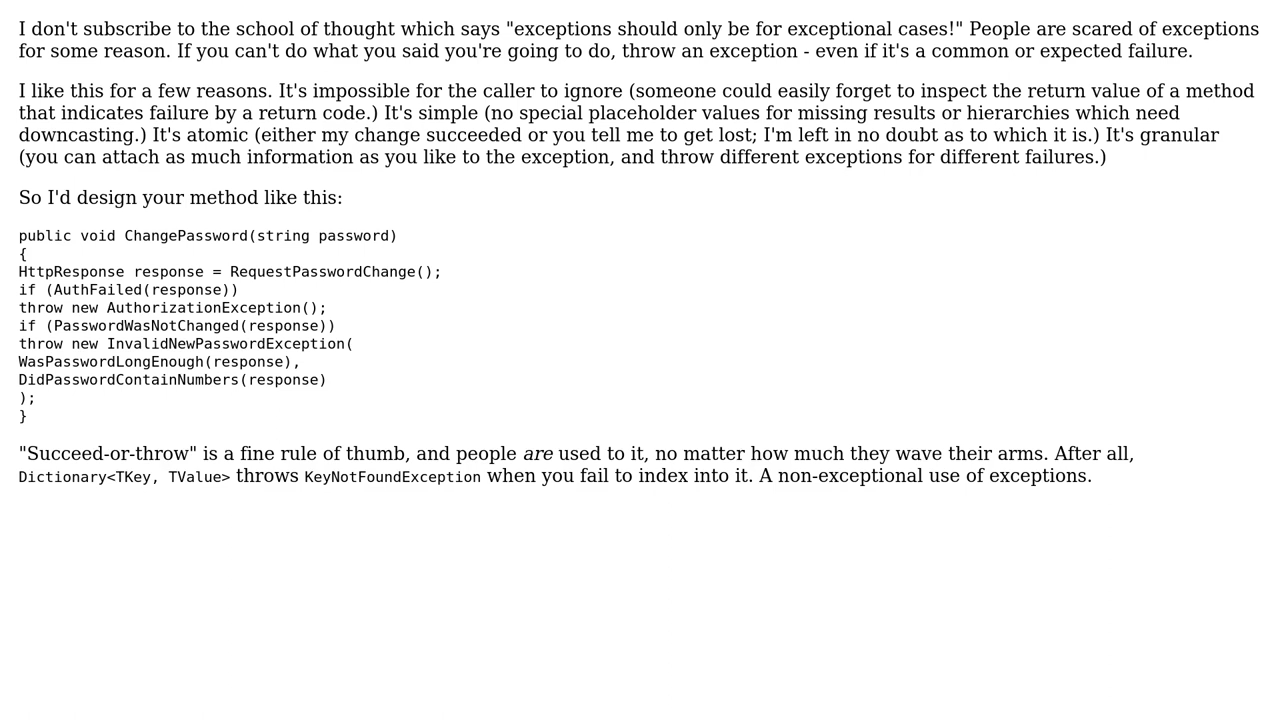 I don't subscribe to the school of thought which says "exceptions should only be for exceptional cases!" People are scared of exceptions
for some reason. If you can't do what you said you're going to do, throw an exception - even if it's a common or expected failure.
I like this for a few reasons. It's impossible for the caller to ignore (someone could easily forget to inspect the return value of a method
that indicates failure by a return code.) It's simple (no special placeholder values for missing results or hierarchies which need
downcasting.) It's atomic (either my change succeeded or you tell me to get lost; I'm left in no doubt as to which it is.) It's granular
(you can attach as much information as you like to the exception, and throw different exceptions for different failures.)
So I'd design your method like this:
public void ChangePassword(string password)
{
HttpResponse response = RequestPasswordChange();
if (AuthFailed(response))
throw new AuthorizationException();
if (PasswordWasNotChanged(response))
throw new InvalidNewPasswordException(
WasPasswordLongEnough(response),
DidPasswordContainNumbers(response)
);
}
"Succeed-or-throw" is a fine rule of thumb, and people are used to it, no matter how much they wave their arms. After all,
Dictionary<TKey, TValue> throws KeyNotFoundException when you fail to index into it. A non-exceptional use of exceptions.